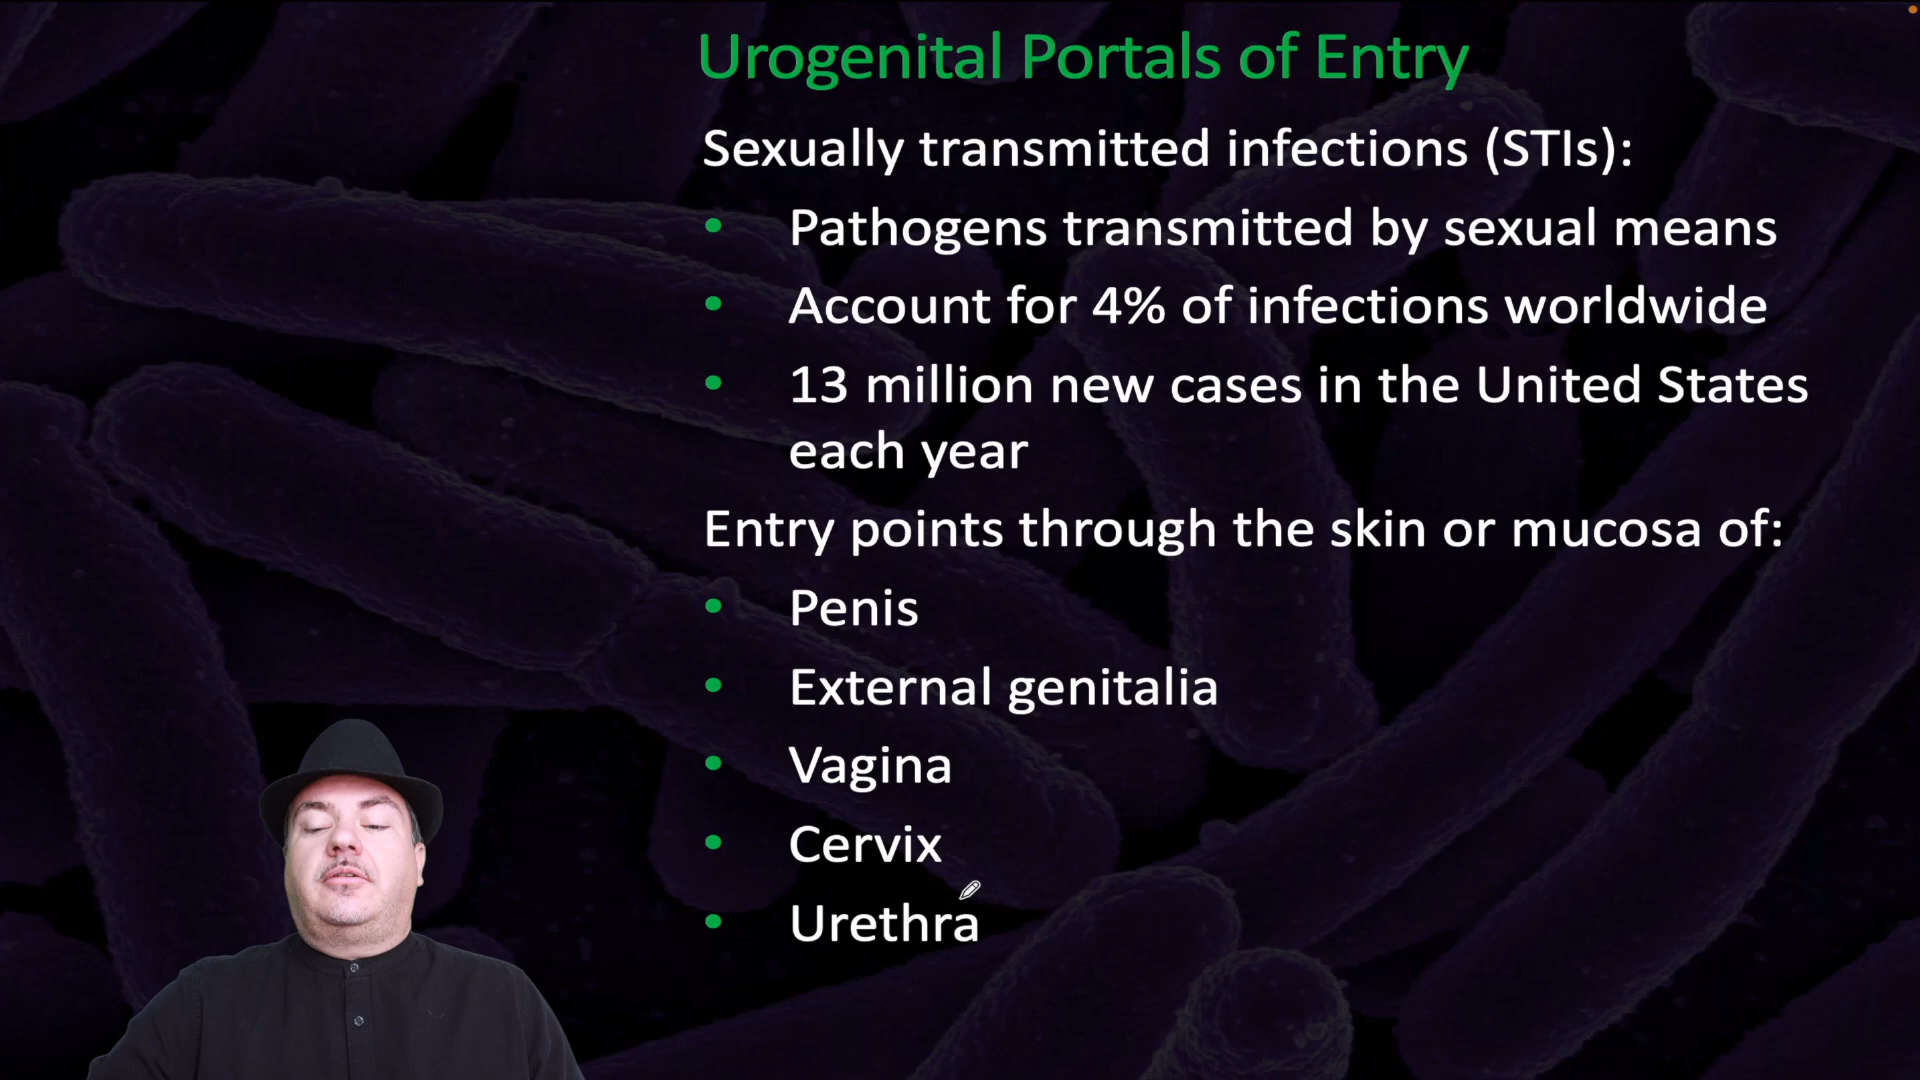 Urogenital Portals of Entry
Sexually transmitted infections (STIs):
• Pathogens transmitted by sexual means
• Account for 4% of infections worldwide
• 13 million new cases in the United States
each year
Entry points through the skin or mucosa of:
• Penis
• External genitalia
• Vagina
• Cervix
• Urethra